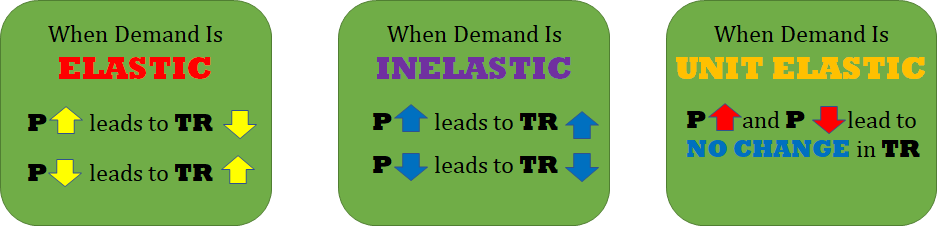 When Demand Is
ELASTIC
P leads to TR
P leads to TR
When Demand Is
INELASTIC
P leads to TR
P leads to TR
When Demand Is
UNIT ELASTIC
P and P lead to
NO CHANGE in TR